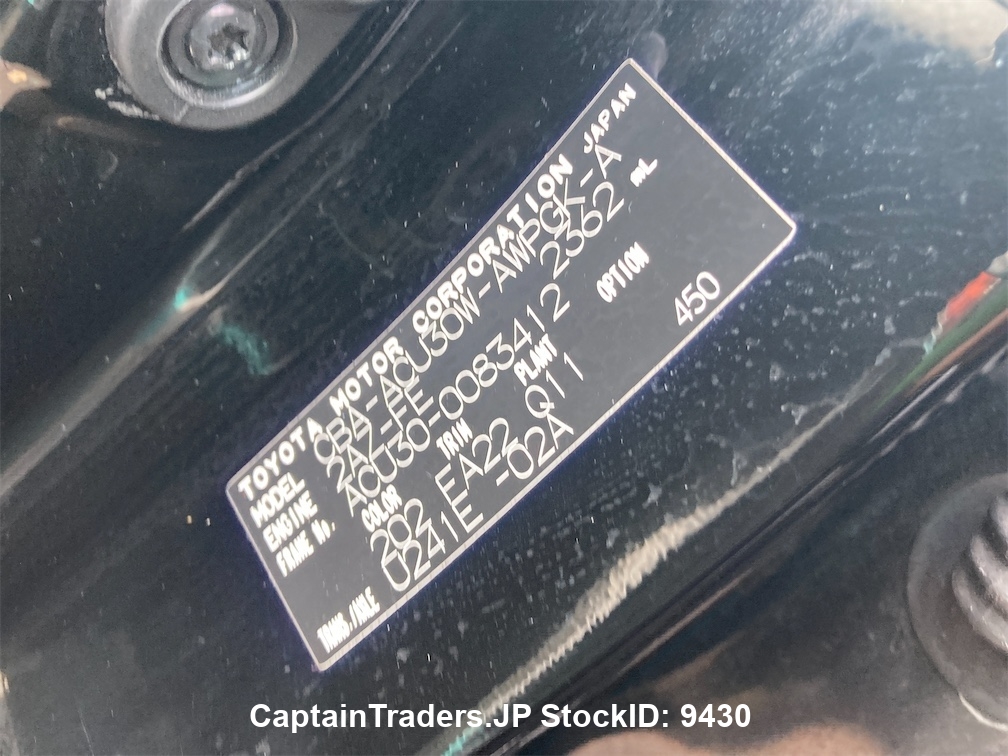 TOYOTA MOTOR CORPORATION JAPAN
MODEL CBA-ACU30W-AWPGK-A
ENGINE 2AZ-FE 2362 mL
FRAME No. ACU30-0083412
COLOR TRIM PLANT OPTION
202 EA22 Q11 450
TRANS./AXLE U241E -02A
CaptainTraders.JP StockID: 9430